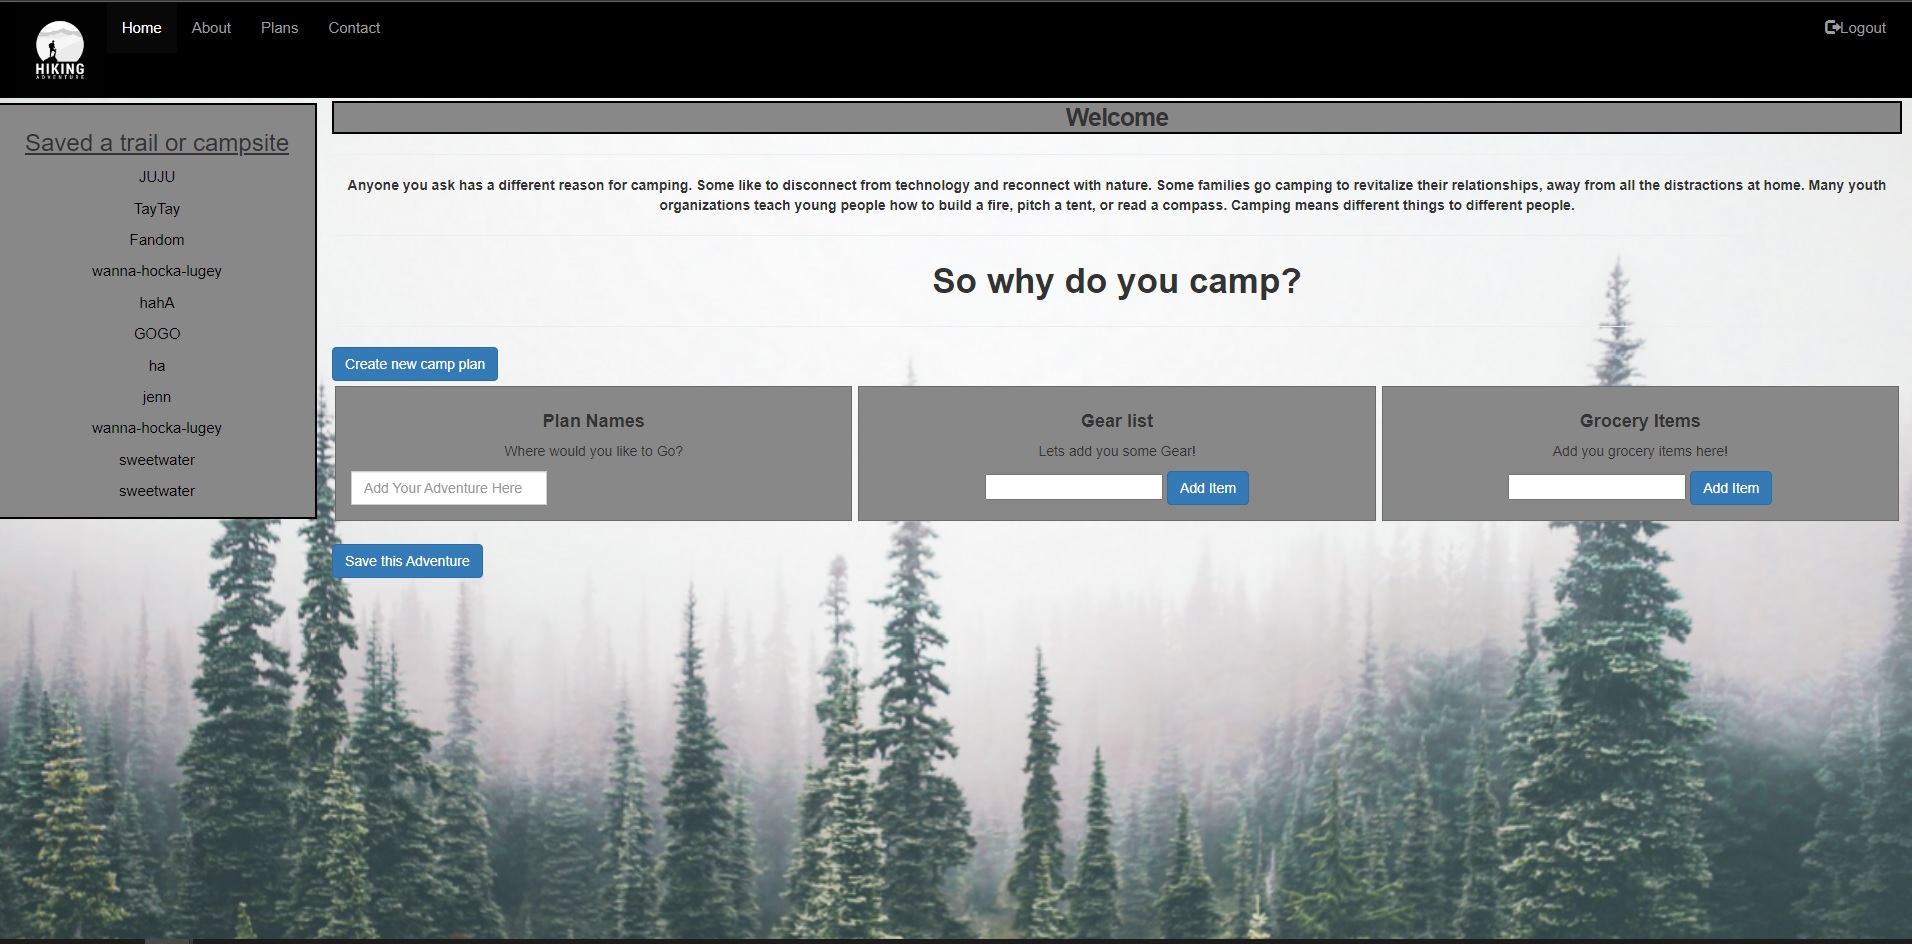 HIKING
ADVENTURE
Home About Plans Contact
Logout
Saved a trail or campsite
JUJU
TayTay
Fandom
wanna-hocka-lugey
hahA
GOGO
ha
jenn
wanna-hocka-lugey
sweetwater
sweetwater
Welcome
Anyone you ask has a different reason for camping. Some like to disconnect from technology and reconnect with nature. Some families go camping to revitalize their relationships, away from all the distractions at home. Many youth
organizations teach young people how to build a fire, pitch a tent, or read a compass. Camping means different things to different people.
So why do you camp?
Create new camp plan
Plan Names
Where would you like to Go?
Add Your Adventure Here
Gear list
Lets add you some Gear!
Add Item
Grocery Items
Add you grocery items here!
Add Item
Save this Adventure